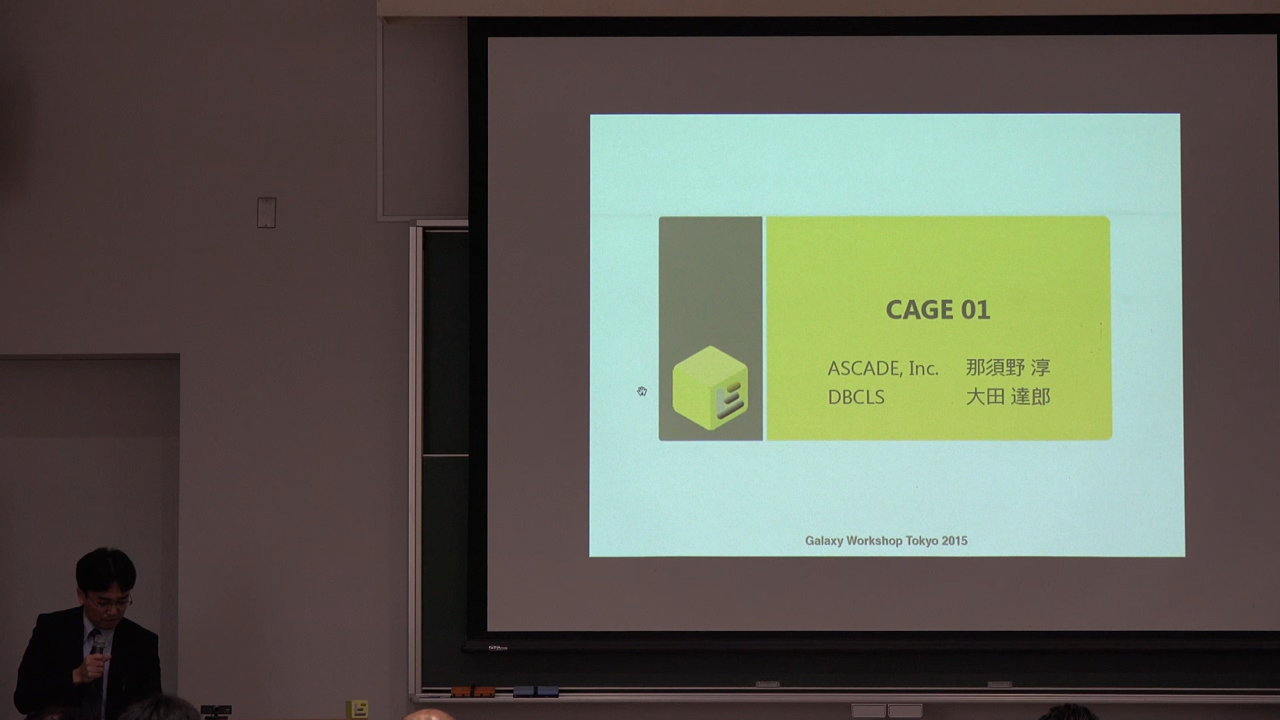 CAGE 01
ASCADE, Inc. 那須野 淳
DBCLS 大田 達郎
Galaxy Workshop Tokyo 2015